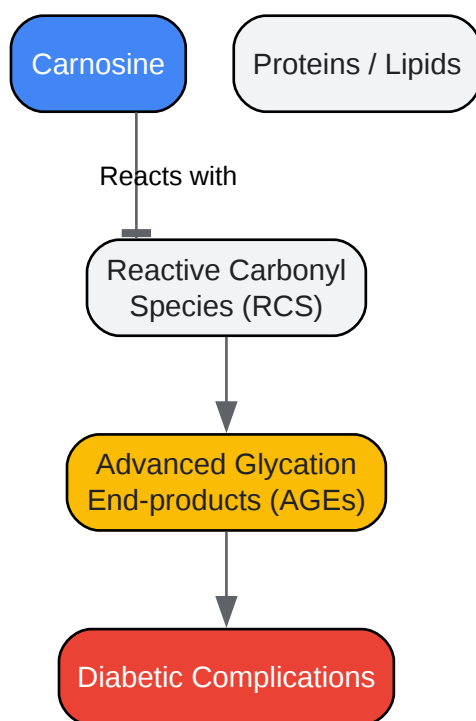 Carnosine
Proteins / Lipids
Reacts with
Reactive Carbonyl
Species (RCS)
Advanced Glycation
End-products (AGEs)
Diabetic Complications